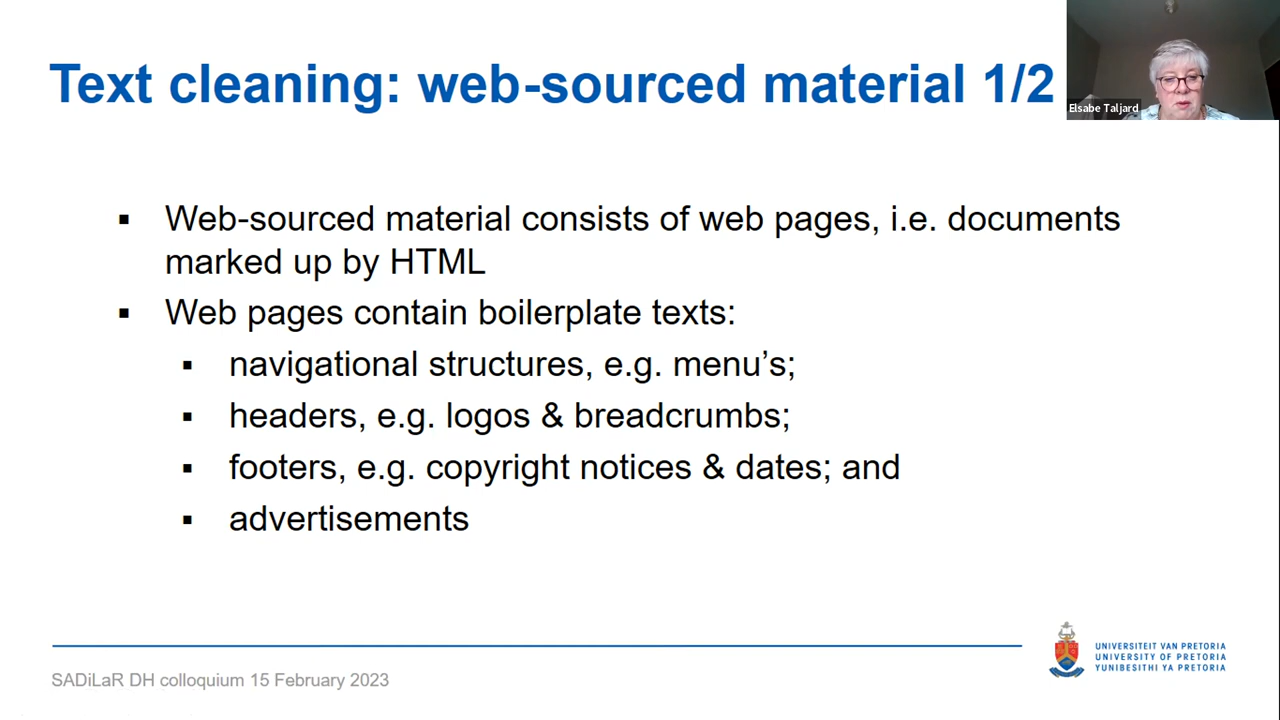 Text cleaning: web-sourced material 1/2
Elsabe Taljard
▪ Web-sourced material consists of web pages, i.e. documents
marked up by HTML
▪ Web pages contain boilerplate texts:
▪ navigational structures, e.g. menu’s;
▪ headers, e.g. logos & breadcrumbs;
▪ footers, e.g. copyright notices & dates; and
▪ advertisements
SADiLaR DH colloquium 15 February 2023
UNIVERSITEIT VAN PRETORIA
UNIVERSITY OF PRETORIA
YUNIBESITHI YA PRETORIA